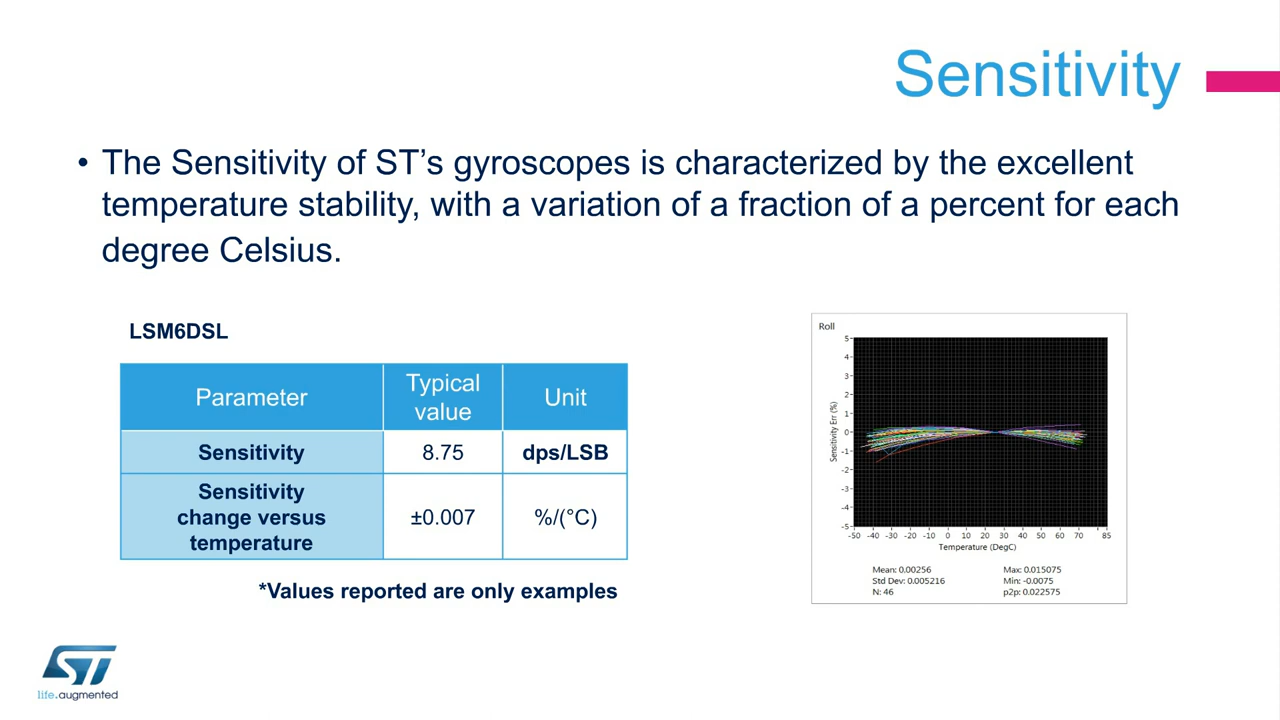 Sensitivity
• The Sensitivity of ST’s gyroscopes is characterized by the excellent
temperature stability, with a variation of a fraction of a percent for each
degree Celsius.
LSM6DSL
Parameter
Typical
value
Unit
Sensitivity
8.75
dps/LSB
Sensitivity
change versus
temperature
±0.007
%/(°C)
*Values reported are only examples
Roll
Sensitivity Err (%)
5
4
3
2
1
0
-1
-2
-3
-4
-5
-50 -40 -30 -20 -10 0 10 20 30 40 50 60 70 85
Temperature (DegC)
Mean: 0.00256
Std Dev: 0.005216
N: 46
Max: 0.015075
Min: -0.0075
p2p: 0.022575
ST
life.augmented